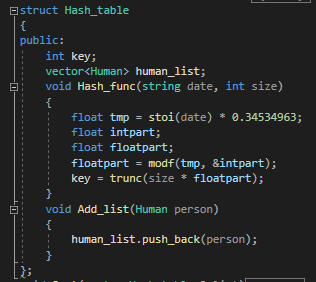 struct Hash_table
{
public:
int key;
vector<Human> human_list;
void Hash_func(string date, int size)
{
float tmp = stoi(date) * 0.34534963;
float intpart;
float floatpart;
floatpart = modf(tmp, &intpart);
key = trunc(size * floatpart);
}
void Add_list(Human person)
{
human_list.push_back(person);
}
};